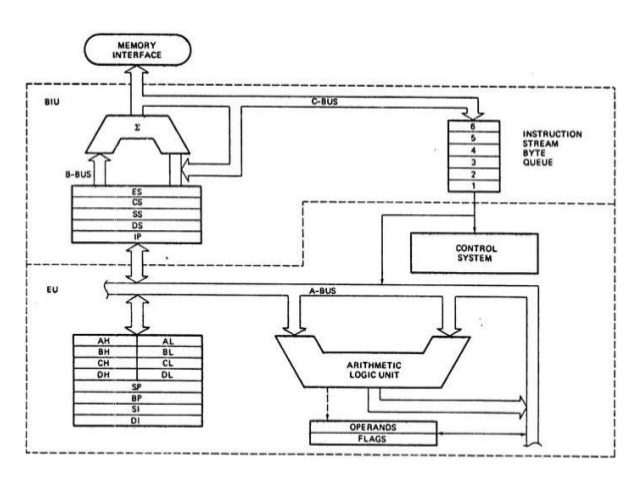 MEMORY
INTERFACE
BIU
C-BUS
Σ
B-BUS
6
5
4
3
2
1
INSTRUCTION
STREAM
BYTE
QUEUE
ES
CS
SS
DS
IP
CONTROL
SYSTEM
EU
A-BUS
AH AL
BH BL
CH CL
DH DL
SP
BP
SI
DI
ARITHMETIC
LOGIC UNIT
OPERANDS
FLAGS